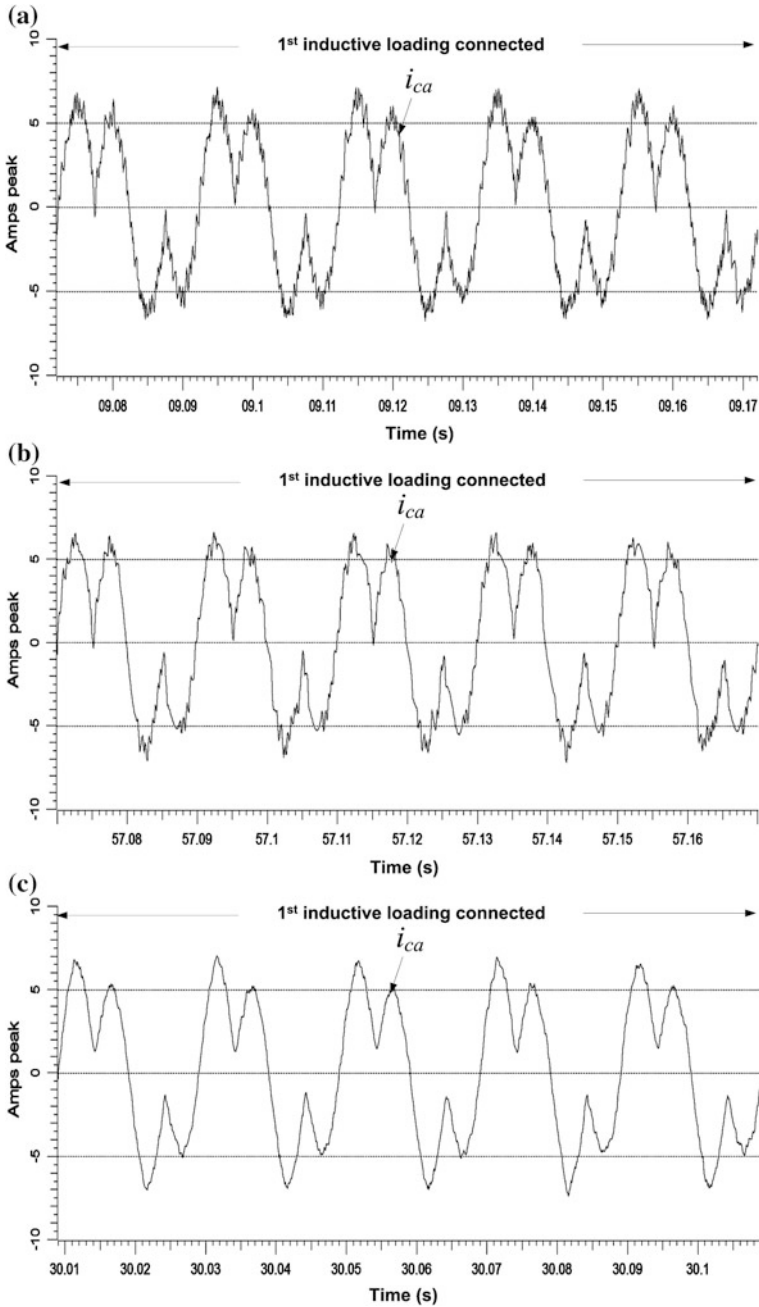 (a)
10
5
0
-5
-10
Amps peak
1st inductive loading connected
ica
09.08 09.09 09.1 09.11 09.12 09.13 09.14 09.15 09.16 09.17
Time (s)
(b)
10
5
0
-5
-10
Amps peak
1st inductive loading connected
ica
57.08 57.09 57.1 57.11 57.12 57.13 57.14 57.15 57.16
Time (s)
(c)
10
5
0
-5
-10
Amps peak
1st inductive loading connected
ica
30.01 30.02 30.03 30.04 30.05 30.06 30.07 30.08 30.09 30.1
Time (s)